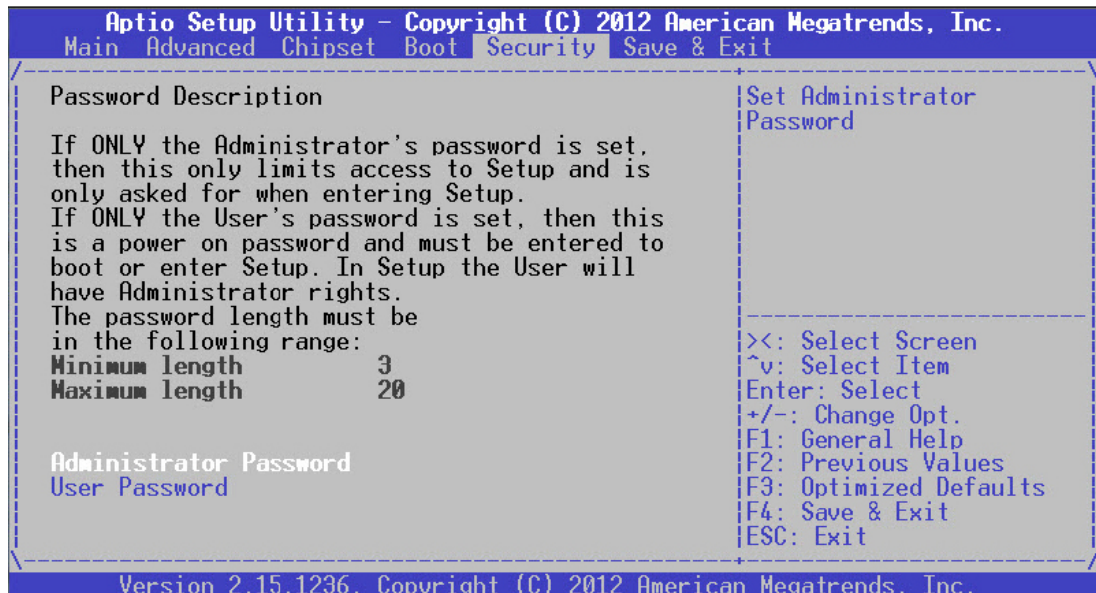 Aptio Setup Utility - Copyright (C) 2012 American Megatrends, Inc.
Main Advanced Chipset Boot Security Save & Exit
Password Description
If ONLY the Administrator's password is set,
then this only limits access to Setup and is
only asked for when entering Setup.
If ONLY the User's password is set, then this
is a power on password and must be entered to
boot or enter Setup. In Setup the User will
have Administrator rights.
The password length must be
in the following range:
Minimum length 3
Maximum length 20
Administrator Password
User Password
Set Administrator
Password
><: Select Screen
^v: Select Item
Enter: Select
+/-: Change Opt.
F1: General Help
F2: Previous Values
F3: Optimized Defaults
F4: Save & Exit
ESC: Exit
Version 2.15.1236. Copyright (C) 2012 American Megatrends, Inc.